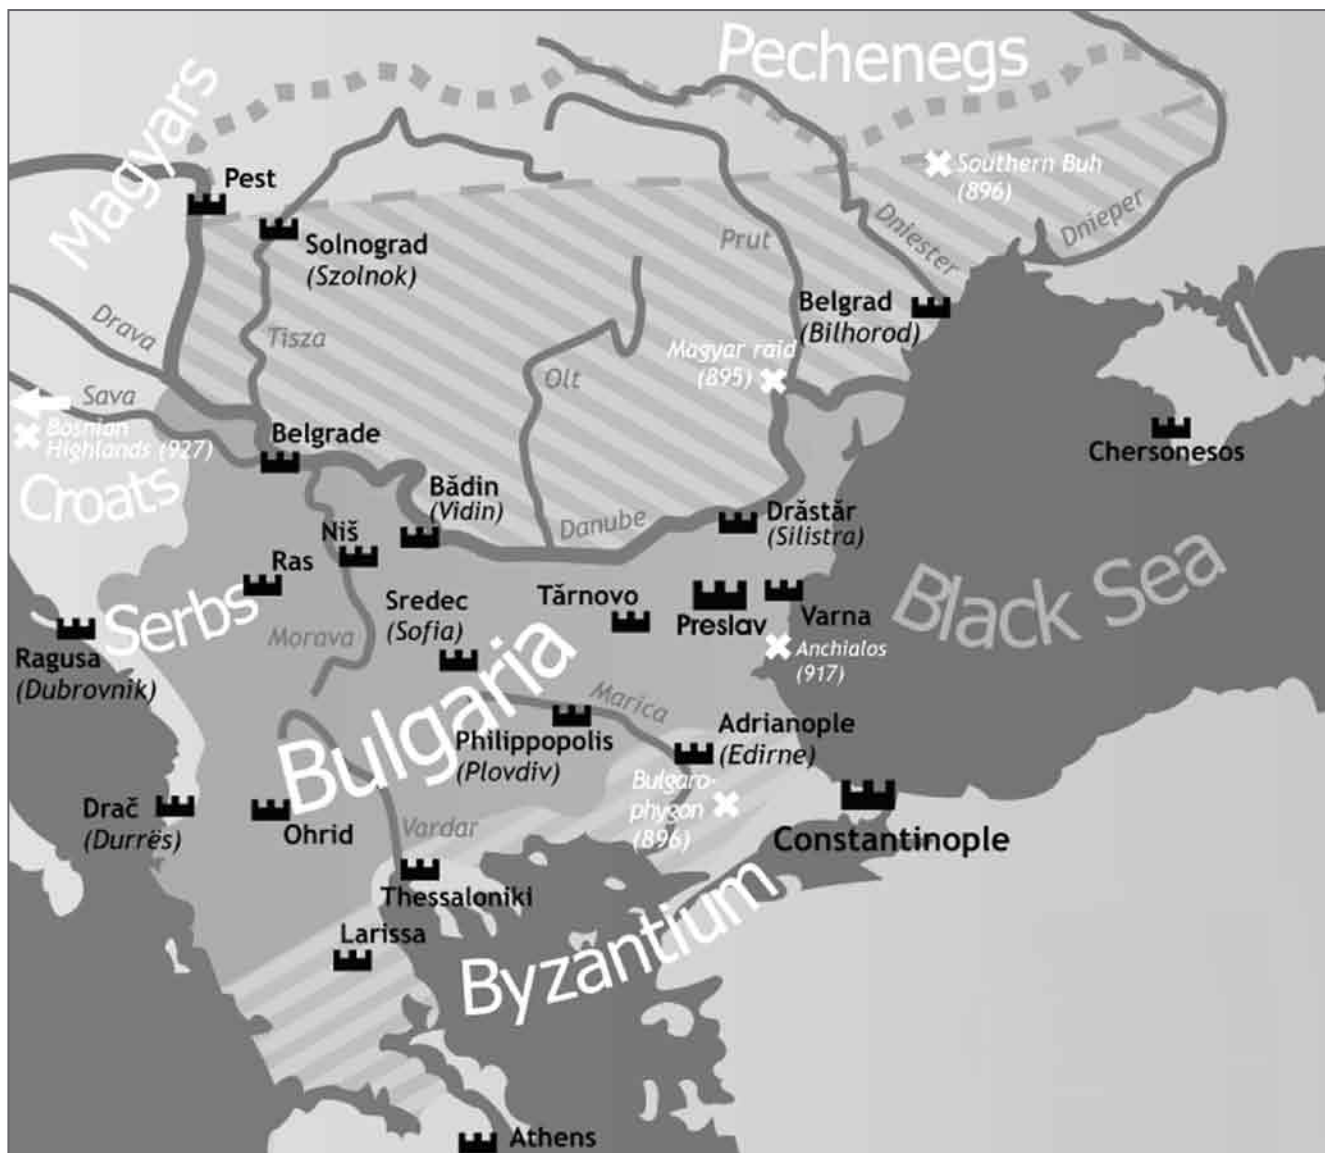 Pechenegs
Magyars
Pest
Southern Buh
(896)
Solnograd
(Szolnok)
Prut
Dniester
Dnieper
Belgrad
(Bilhorod)
Drava
Tisza
Magyar raid
(895)
Olt
Sava
Bosnian
Highlands (927)
Belgrade
Chersonesos
Croats
Bădin
(Vidin)
Danube
Drăstăr
(Silistra)
Niš
Ras
Black Sea
Serbs
Sredec
(Sofia)
Tărnovo
Preslav
Varna
Morava
Anchialos
(917)
Ragusa
(Dubrovnik)
Bulgaria
Marica
Philippopolis
(Plovdiv)
Adrianople
(Edirne)
Bulgaro-
phygon
(896)
Drač
(Durrës)
Ohrid
Vardar
Constantinople
Thessaloniki
Larissa
Byzantium
Athens